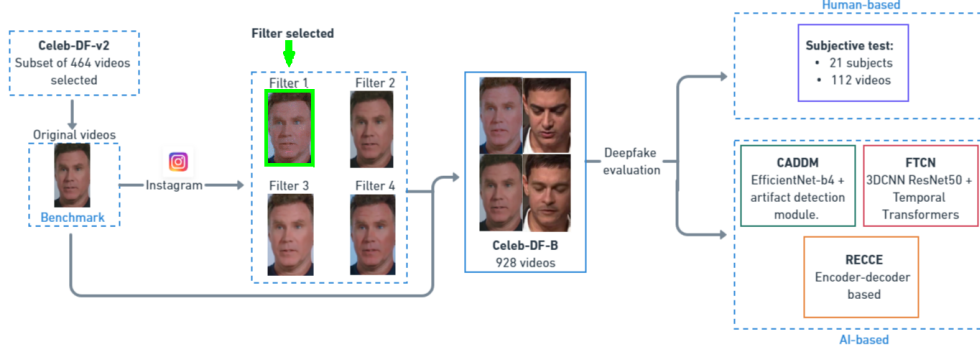 Celeb-DF-v2
Subset of 464 videos
selected
Original videos
Benchmark
Instagram
Filter selected
Filter 1
Filter 2
Filter 3
Filter 4
Celeb-DF-B
928 videos
Deepfake
evaluation
Human-based
Subjective test:
• 21 subjects
• 112 videos
CADDM
EfficientNet-b4 +
artifact detection
module.
FTCN
3DCNN ResNet50 +
Temporal
Transformers
RECCE
Encoder-decoder
based
AI-based